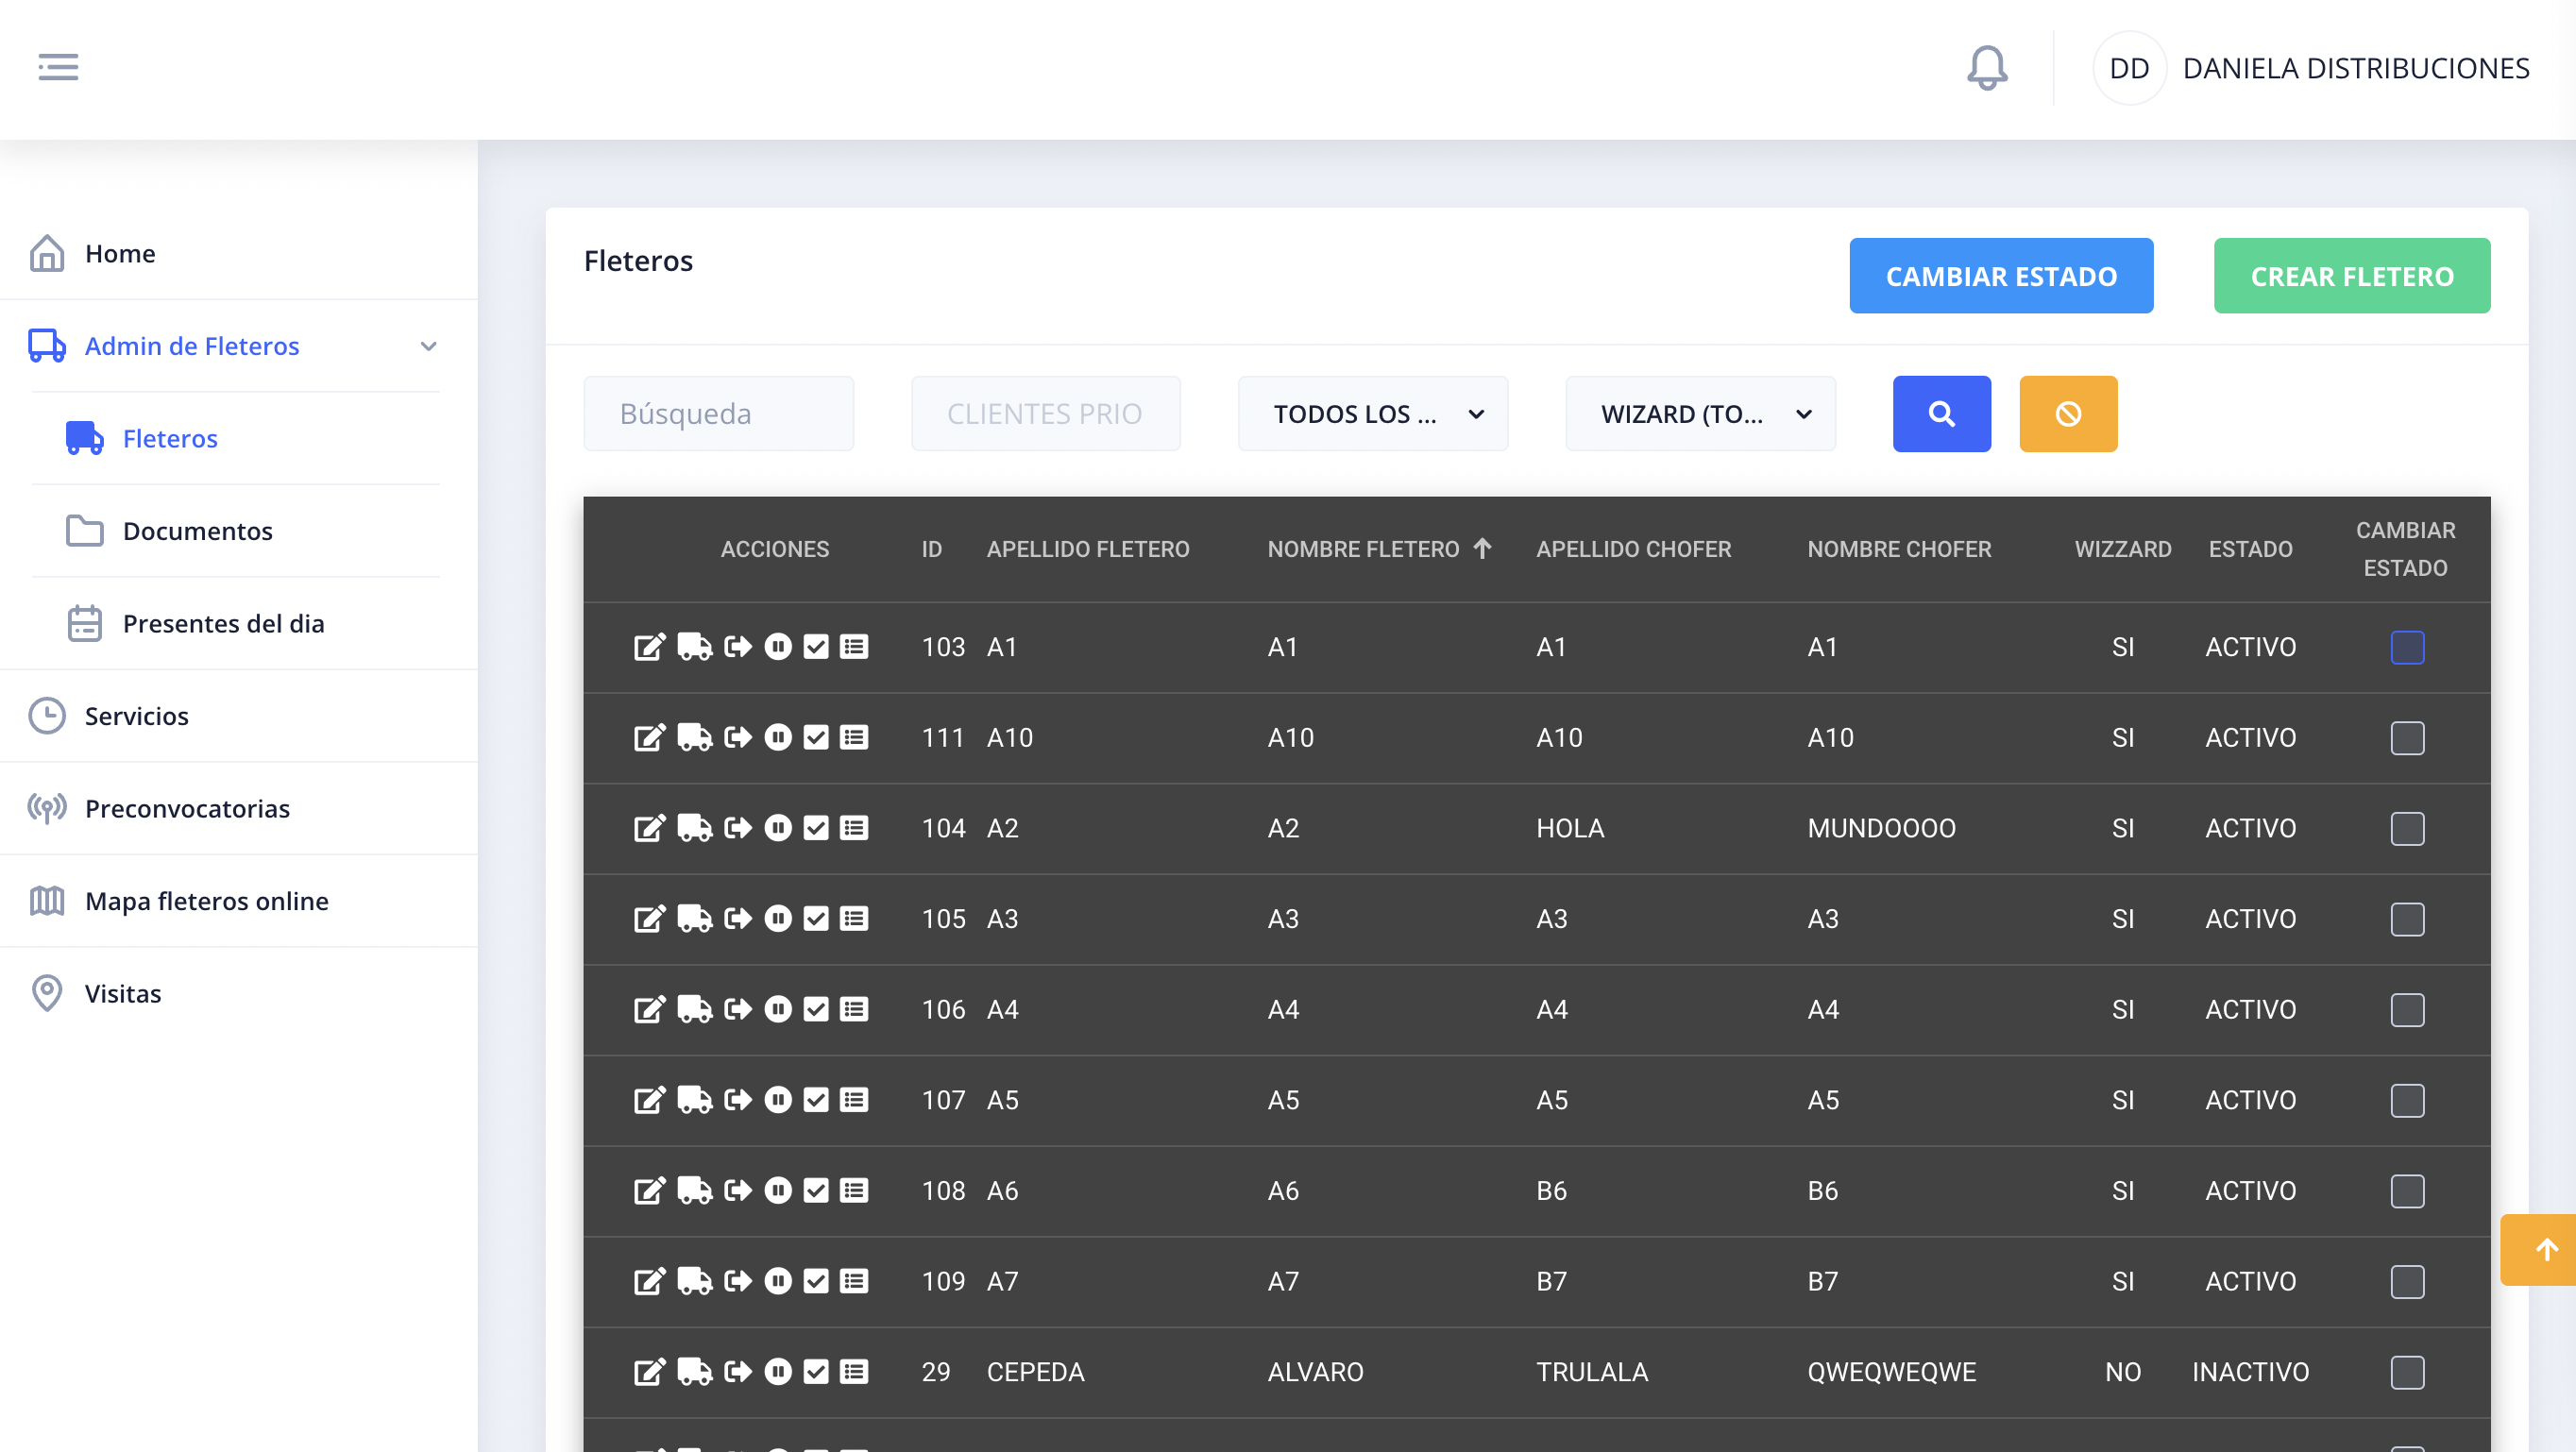 DD DANIELA DISTRIBUCIONES
Home
Admin de Fleteros
Fleteros
Documentos
Presentes del dia
Servicios
Preconvocatorias
Mapa fleteros online
Visitas
Fleteros
CAMBIAR ESTADO
CREAR FLETERO
Búsqueda
CLIENTES PRIO
TODOS LOS ...
WIZARD (TO...
ACCIONES ID APELLIDO FLETERO NOMBRE FLETERO APELLIDO CHOFER NOMBRE CHOFER WIZZARD ESTADO CAMBIAR ESTADO
103 A1 A1 A1 A1 SI ACTIVO
111 A10 A10 A10 A10 SI ACTIVO
104 A2 A2 HOLA MUNDOOOO SI ACTIVO
105 A3 A3 A3 A3 SI ACTIVO
106 A4 A4 A4 A4 SI ACTIVO
107 A5 A5 A5 A5 SI ACTIVO
108 A6 A6 B6 B6 SI ACTIVO
109 A7 A7 B7 B7 SI ACTIVO
29 CEPEDA ALVARO TRULALA QWEQWEQWE NO INACTIVO